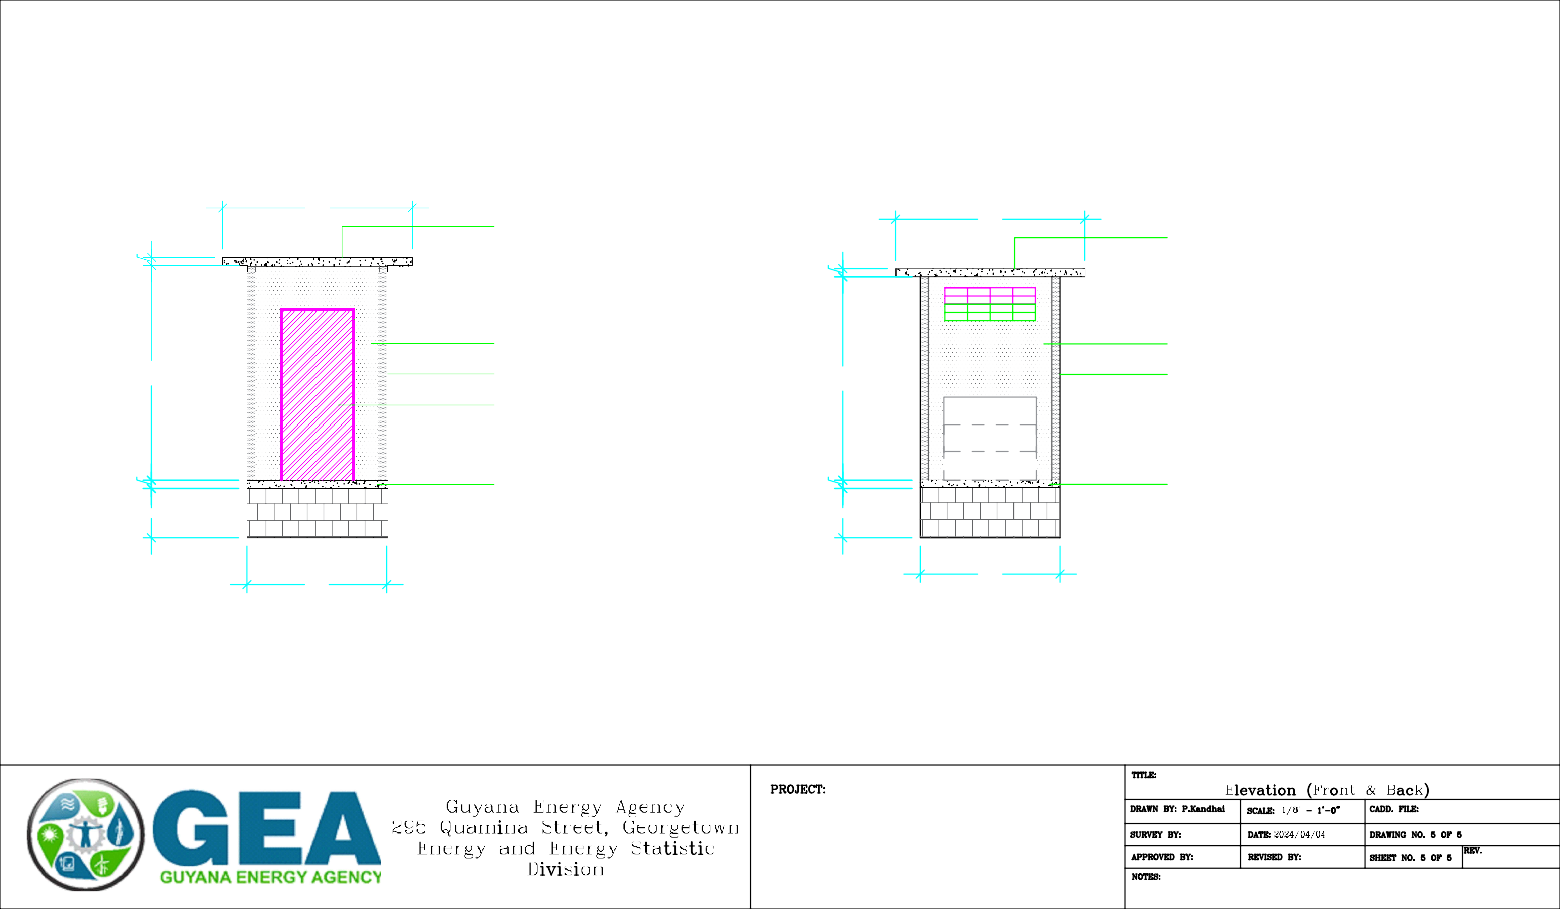 GEA
GUYANA ENERGY AGENCY
Guyana Energy Agency
295 Quamina Street, Georgetown
Energy and Energy Statistic
Division
PROJECT:
TITLE:
Elevation (Front & Back)
DRAWN BY: P.Kandhai
SCALE: 1/8 - 1'-0"
CADD. FILE:
SURVEY BY:
DATE: 2024/04/04
DRAWING NO. 5 OF 5
APPROVED BY:
REVISED BY:
SHEET NO. 5 OF 5
REV.
NOTES: